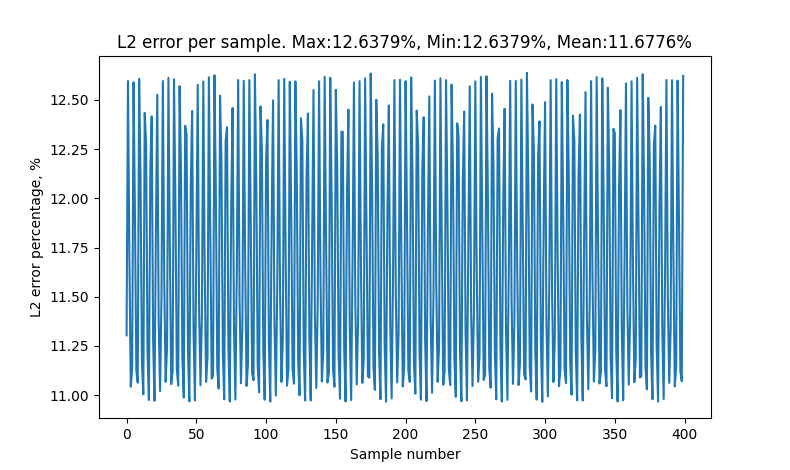 L2 error per sample. Max:12.6379%, Min:12.6379%, Mean:11.6776%
L2 error percentage, %
12.50
12.25
12.00
11.75
11.50
11.25
11.00
0 50 100 150 200 250 300 350 400
Sample number